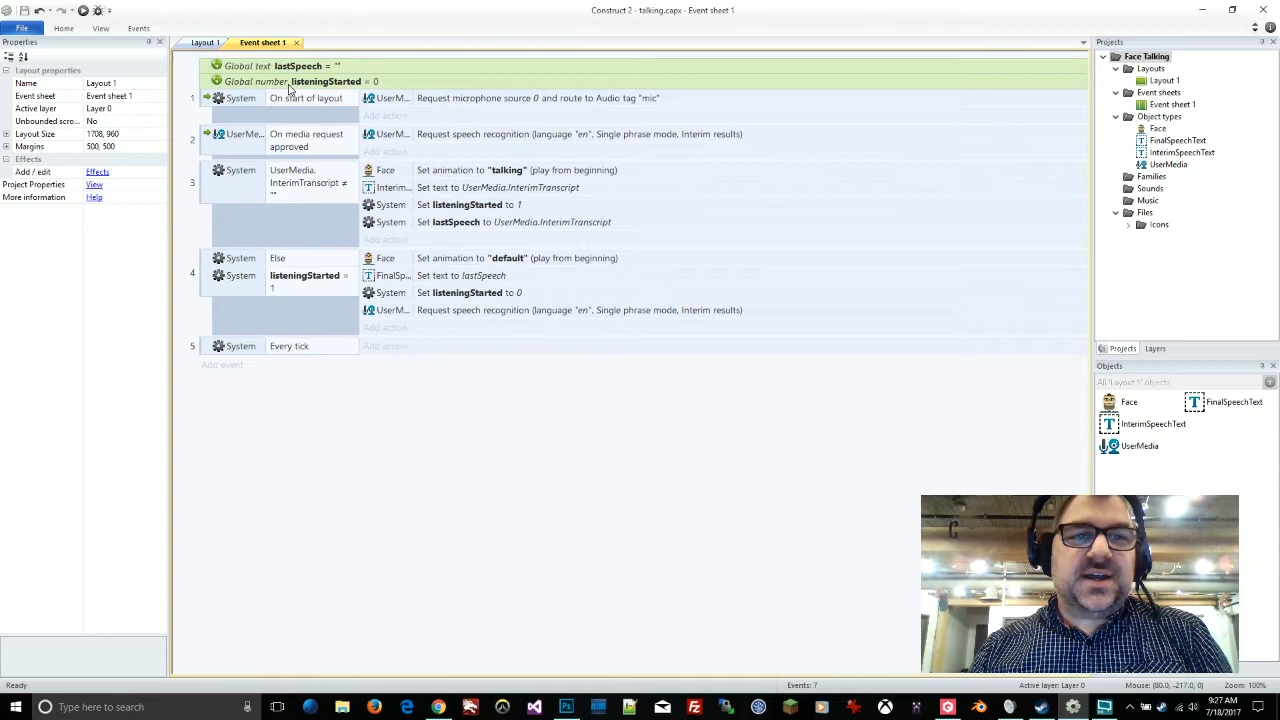 Construct 2 - talking.capx - Event sheet 1
File Home View Events
Properties
Layout properties
Name Layout 1
Event sheet Event sheet 1
Active layer Layer 0
Unbounded scro... No
Layout Size 1708, 960
Margins 500, 500
Effects
Add / edit Effects
Project Properties View
More information Help
Layout 1 Event sheet 1
Global text lastSpeech = ""
Global number listeningStarted = 0
1 System On start of layout UserM... Request microphone source 0 and route to Audio tag "mic"
Add action
2 UserMe... On media request approved UserM... Request speech recognition (language "en", Single phrase mode, Interim results)
Add action
3 System UserMedia.InterimTranscript ≠ "" Face Set animation to "talking" (play from beginning)
Interim... Set text to UserMedia.InterimTranscript
System Set listeningStarted to 1
System Set lastSpeech to UserMedia.InterimTranscript
Add action
4 System Else Face Set animation to "default" (play from beginning)
System listeningStarted = 1 FinalSp... Set text to lastSpeech
System Set listeningStarted to 0
UserM... Request speech recognition (language "en", Single phrase mode, Interim results)
Add action
5 System Every tick Add action
Add event
Projects
Face Talking
Layouts
Layout 1
Event sheets
Event sheet 1
Object types
Face
FinalSpeechText
InterimSpeechText
UserMedia
Families
Sounds
Music
Files
icons
Projects Layers
Objects
All 'Layout 1' objects
Face FinalSpeechText
InterimSpeechText
UserMedia
Ready Events: 7 Active layer: Layer 0 Mouse: (80.0, -217.0, 0) Zoom: 100%
Type here to search
9:27 AM
7/18/2017